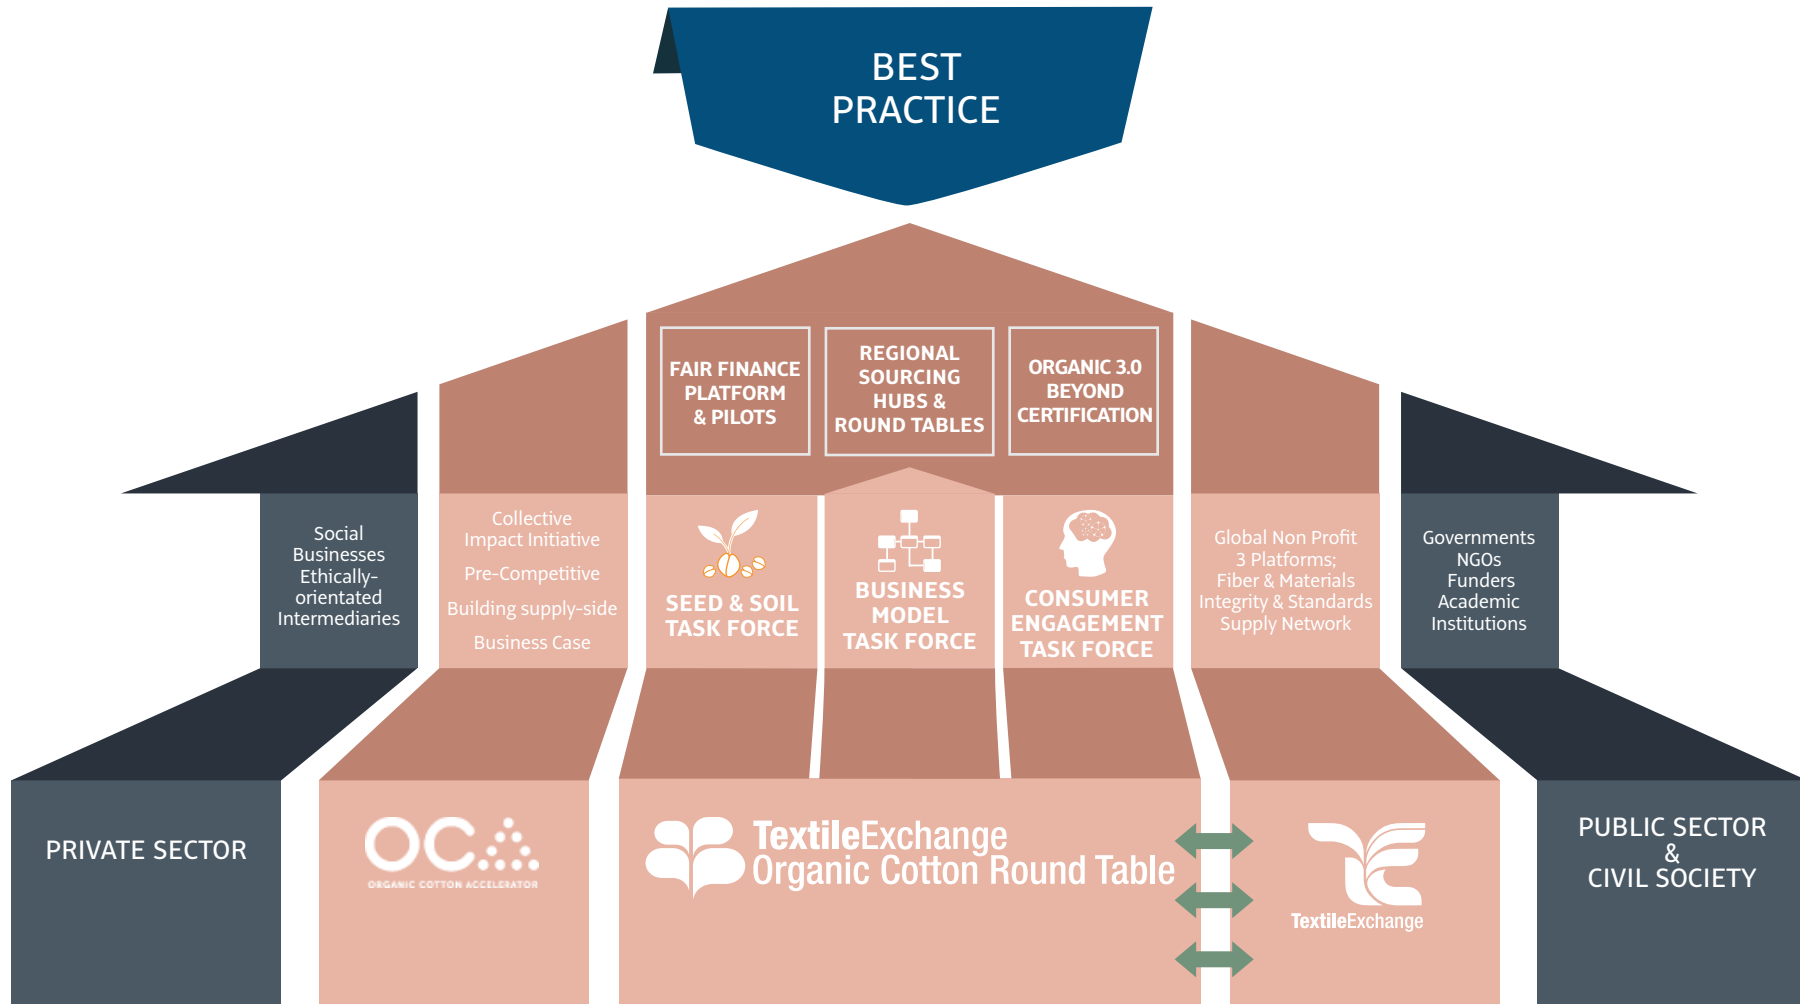 BEST
PRACTICE
FAIR FINANCE
PLATFORM
& PILOTS
REGIONAL
SOURCING
HUBS &
ROUND TABLES
ORGANIC 3.0
BEYOND
CERTIFICATION
Social
Businesses
Ethically-
orientated
Intermediaries
Collective
Impact Initiative
Pre-Competitive
Building supply-side
Business Case
SEED & SOIL
TASK FORCE
BUSINESS
MODEL
TASK FORCE
CONSUMER
ENGAGEMENT
TASK FORCE
Global Non Profit
3 Platforms;
Fiber & Materials
Integrity & Standards
Supply Network
Governments
NGOs
Funders
Academic
Institutions
PRIVATE SECTOR
OCA
ORGANIC COTTON ACCELERATOR
TextileExchange
Organic Cotton Round Table
TextileExchange
PUBLIC SECTOR
&
CIVIL SOCIETY